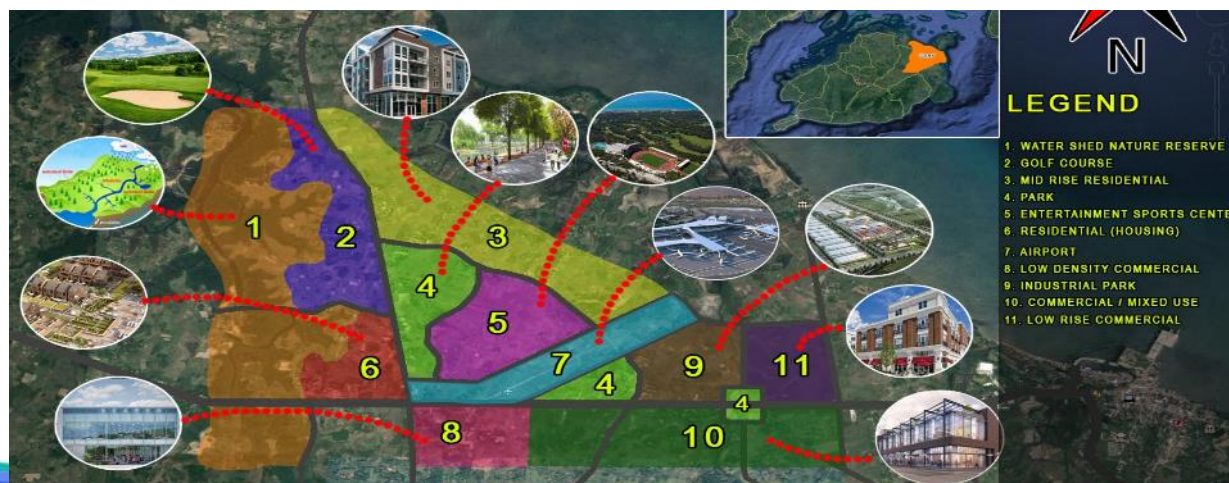 N
LEGEND
1. WATER SHED NATURE RESERVE
2. GOLF COURSE
3. MID RISE RESIDENTIAL
4. PARK
5. ENTERTAINMENT SPORTS CENTE
6. RESIDENTIAL (HOUSING)
7. AIRPORT
8. LOW DENSITY COMMERCIAL
9. INDUSTRIAL PARK
10. COMMERCIAL / MIXED USE
11. LOW RISE COMMERCIAL
1
2
3
4
5
6
7
4
9
11
4
8
10